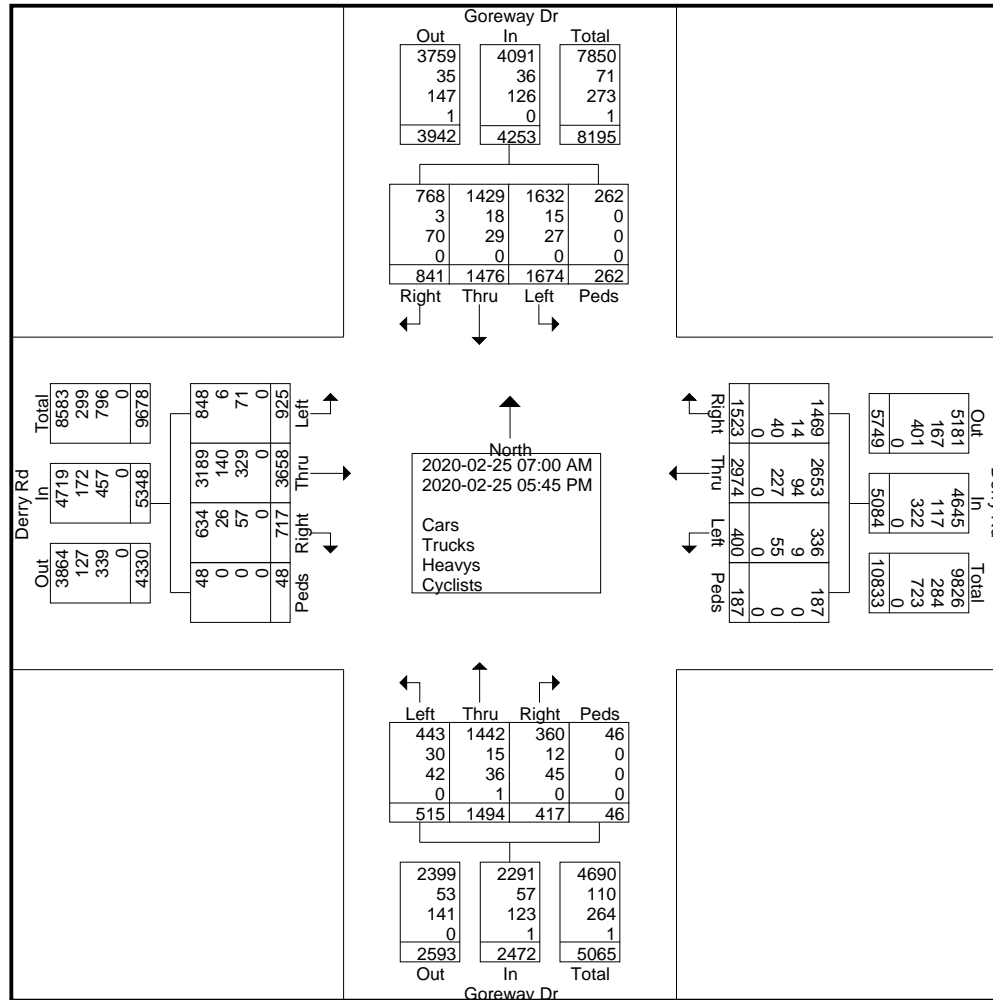 Goreway Dr
Out In Total
3759 4091 7850
35 36 71
147 126 273
1 0 1
3942 4253 8195
768 1429 1632 262
3 18 15 0
70 29 27 0
0 0 0 0
841 1476 1674 262
Right Thru Left Peds
Derry Rd
Total
8583
299
796
0
9678
In
4719
172
457
0
5348
Out
3864
127
339
0
4330
848
6
71
0
925
Left
3189
140
329
0
3658
Thru
634
26
57
0
717
Right
48
0
0
0
48
Peds
North
2020-02-25 07:00 AM
2020-02-25 05:45 PM
Cars
Trucks
Heavys
Cyclists
Right
1469
14
40
0
1523
Thru
2653
94
227
0
2974
Left
336
9
55
0
400
Peds
187
0
0
0
187
Out
5181
167
401
0
5749
In
4645
117
322
0
5084
Total
9826
284
723
0
10833
Left Thru Right Peds
443 1442 360 46
30 15 12 0
42 36 45 0
0 1 0 0
515 1494 417 46
2399 2291 4690
53 57 110
141 123 264
0 1 1
2593 2472 5065
Out In Total
Goreway Dr